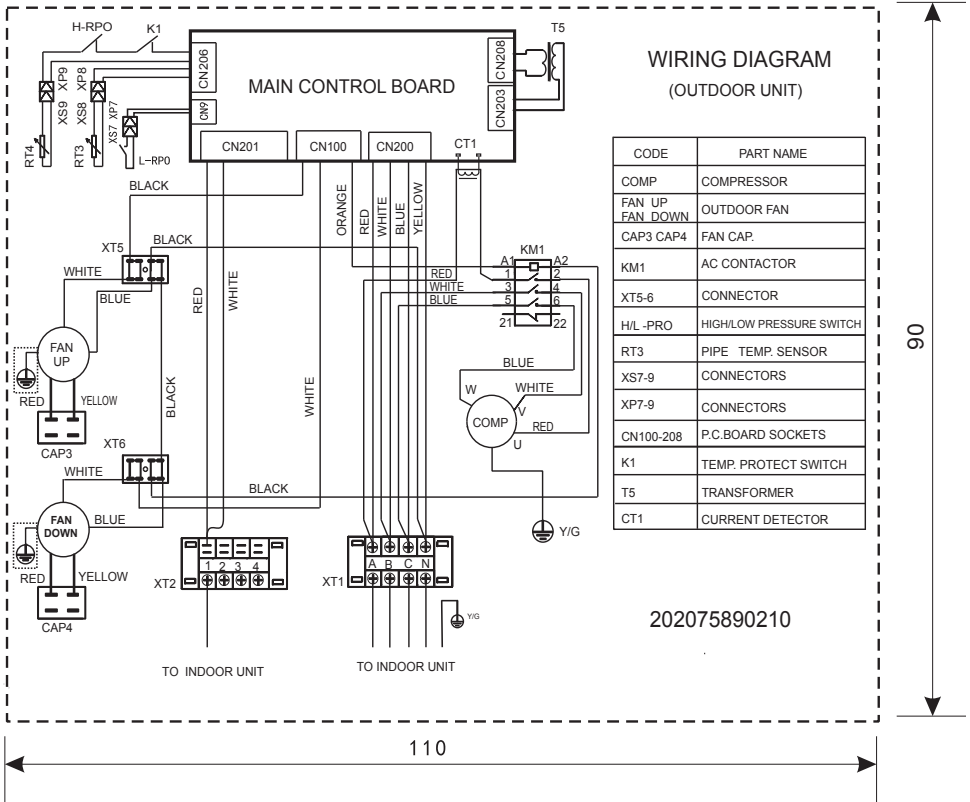 H-RPO
K1
T5
XP9
XP8
XS9
XS8
XP7
XS7
RT4
RT3
L-RP0
CN206
CN9
MAIN CONTROL BOARD
CN208
CN203
CN201
CN100
CN200
CT1
WIRING DIAGRAM
(OUTDOOR UNIT)
CODE PART NAME
COMP COMPRESSOR
FAN UP
FAN DOWN OUTDOOR FAN
CAP3 CAP4 FAN CAP.
KM1 AC CONTACTOR
XT5-6 CONNECTOR
H/L -PRO HIGH/LOW PRESSURE SWITCH
RT3 PIPE TEMP. SENSOR
XS7-9 CONNECTORS
XP7-9 CONNECTORS
CN100-208 P.C.BOARD SOCKETS
K1 TEMP. PROTECT SWITCH
T5 TRANSFORMER
CT1 CURRENT DETECTOR
BLACK
ORANGE
RED
WHITE
BLUE
YELLOW
XT5
BLACK
WHITE
BLUE
RED
WHITE
KM1
A1 A2
RED 1 2
WHITE 3 4
BLUE 5 6
21 22
FAN
UP
RED
YELLOW
CAP3
BLACK
WHITE
BLUE
W
WHITE
V
COMP
RED
U
XT6
WHITE
BLACK
FAN
DOWN
BLUE
RED
YELLOW
CAP4
Y/G
XT2
1 2 3 4
XT1
A B C N
Y/G
TO INDOOR UNIT
TO INDOOR UNIT
202075890210
90
110